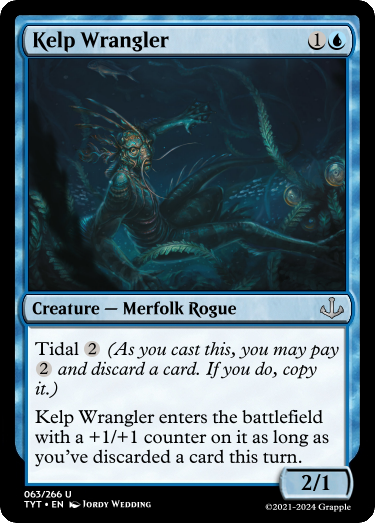 Kelp Wrangler 1
Creature — Merfolk Rogue
Tidal 2 (As you cast this, you may pay
2 and discard a card. If you do, copy
it.)
Kelp Wrangler enters the battlefield
with a +1/+1 counter on it as long as
you've discarded a card this turn.
2/1
063/266 U
TYT • EN Jordy Wedding
©2021-2024 Grapple